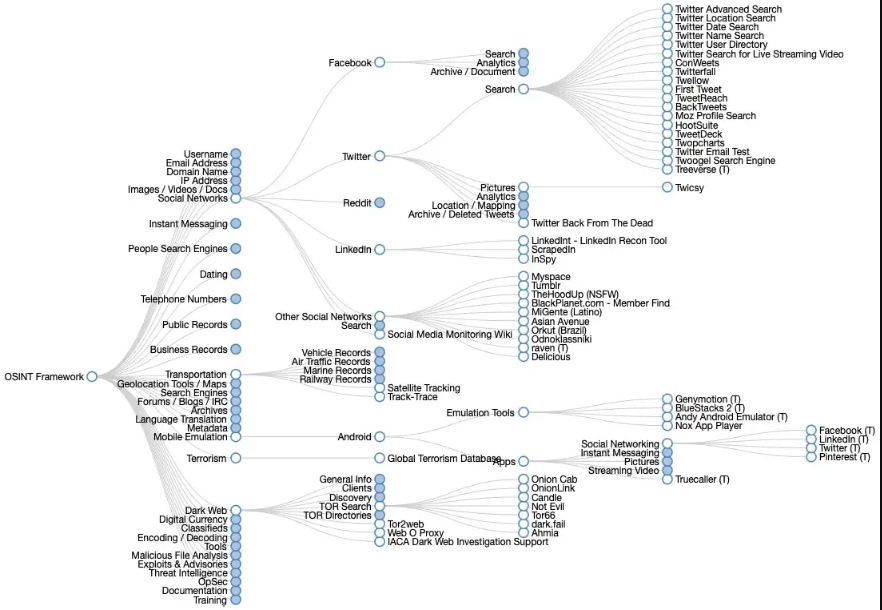 OSINT Framework
Username
Email Address
Domain Name
IP Address
Images / Videos / Docs
Social Networks
Instant Messaging
People Search Engines
Dating
Telephone Numbers
Public Records
Business Records
Transportation
Geolocation Tools / Maps
Search Engines
Forums / Blogs / IRC
Archives
Language Translation
Metadata
Mobile Emulation
Terrorism
Dark Web
Digital Currency
Classifieds
Encoding / Decoding
Tools
Malicious File Analysis
Exploits & Advisories
Threat Intelligence
OpSec
Documentation
Training
Facebook
Twitter
Reddit
LinkedIn
Other Social Networks
Search
Social Media Monitoring Wiki
Vehicle Records
Air Traffic Records
Marine Records
Railway Records
Satellite Tracking
Track-Trace
Android
Global Terrorism Database
General Info
Clients
Discovery
TOR Search
TOR Directories
Tor2web
Web O Proxy
IACA Dark Web Investigation Support
Search
Analytics
Archive / Document
Search
Pictures
Analytics
Location / Mapping
Archive / Deleted Tweets
Twitter Back From The Dead
LinkedInt - LinkedIn Recon Tool
ScrapedIn
InSpy
Myspace
Tumblr
TheHoodUp (NSFW)
BlackPlanet.com - Member Find
MiGente (Latino)
Asian Avenue
Orkut (Brazil)
Odnoklassniki
raven (T)
Delicious
Emulation Tools
Apps
Onion Cab
OnionLink
Candle
Not Evil
Tor66
dark.fail
Ahmia
Twitter Advanced Search
Twitter Location Search
Twitter Date Search
Twitter Name Search
Twitter User Directory
Twitter Search for Live Streaming Video
ConWeets
Twitterfall
Twellow
First Tweet
TweetReach
BackTweets
Moz Profile Search
HootSuite
TweetDeck
Twopcharts
Twitter Email Test
Twoogel Search Engine
Treeverse (T)
Twicsy
Genymotion (T)
BlueStacks 2 (T)
Andy Android Emulator (T)
Nox App Player
Social Networking
Instant Messaging
Pictures
Streaming Video
Truecaller (T)
Facebook (T)
LinkedIn (T)
Twitter (T)
Pinterest (T)